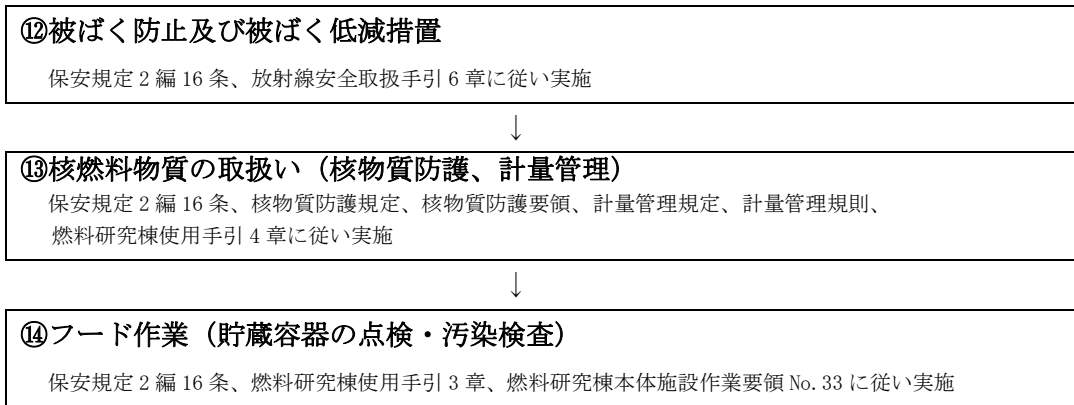 ⑫被ばく防止及び被ばく低減措置
保安規定2編16条、放射線安全取扱手引6章に従い実施
↓
⑬核燃料物質の取扱い（核物質防護、計量管理）
保安規定2編16条、核物質防護規定、核物質防護要領、計量管理規定、計量管理規則、
燃料研究棟使用手引4章に従い実施
↓
⑭フード作業（貯蔵容器の点検・汚染検査）
保安規定2編16条、燃料研究棟使用手引3章、燃料研究棟本体施設作業要領No.33に従い実施